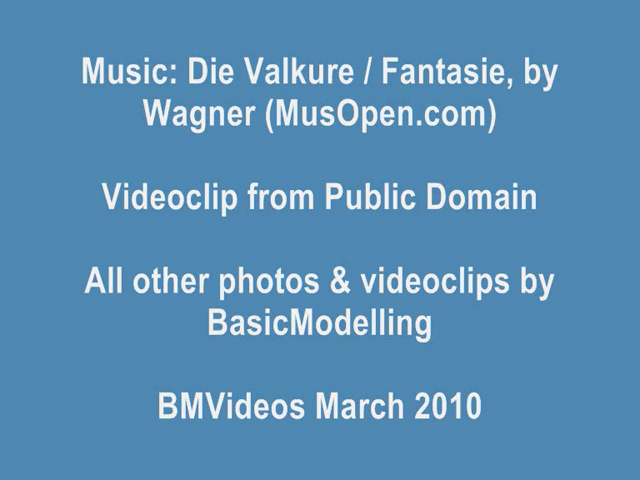 Music: Die Valkure / Fantasie, by
Wagner (MusOpen.com)
Videoclip from Public Domain
All other photos & videoclips by
BasicModelling
BMVideos March 2010